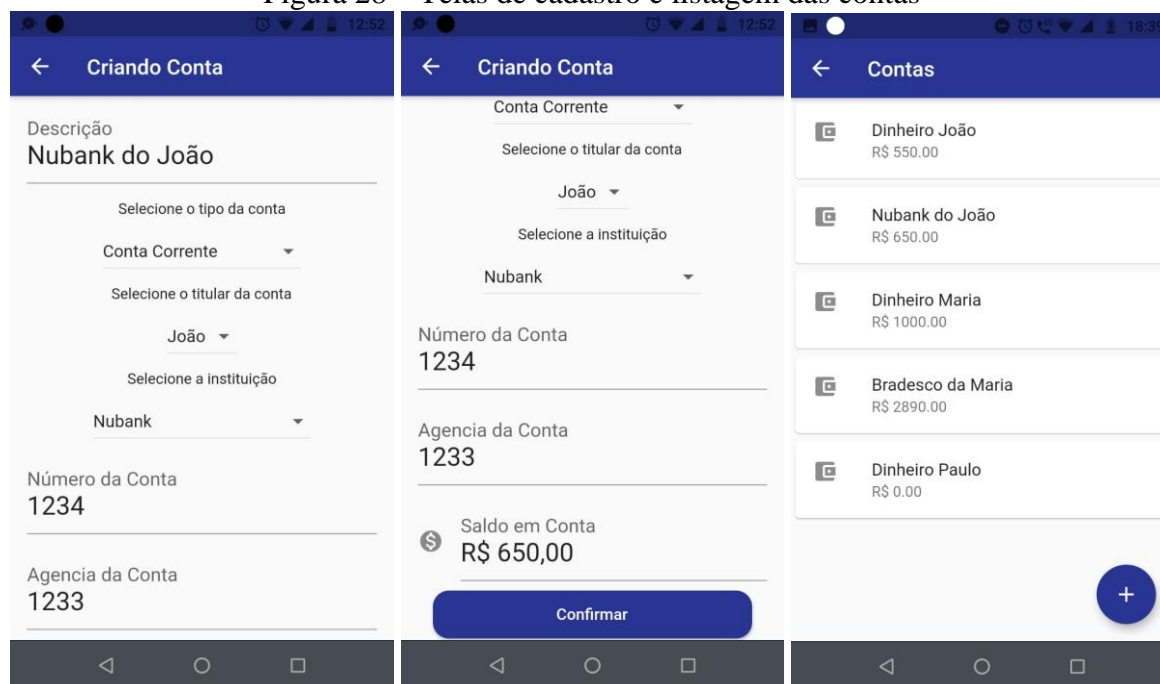 Figura 28 – Telas de cadastro e listagem das contas
12:52
Criando Conta
Descrição
Nubank do João
Selecione o tipo da conta
Conta Corrente
Selecione o titular da conta
João
Selecione a instituição
Nubank
Número da Conta
1234
Agencia da Conta
1233
12:52
Criando Conta
Conta Corrente
Selecione o titular da conta
João
Selecione a instituição
Nubank
Número da Conta
1234
Agencia da Conta
1233
Saldo em Conta
R$ 650,00
Confirmar
18:39
Contas
Dinheiro João
R$ 550.00
Nubank do João
R$ 650.00
Dinheiro Maria
R$ 1000.00
Bradesco da Maria
R$ 2890.00
Dinheiro Paulo
R$ 0.00
+